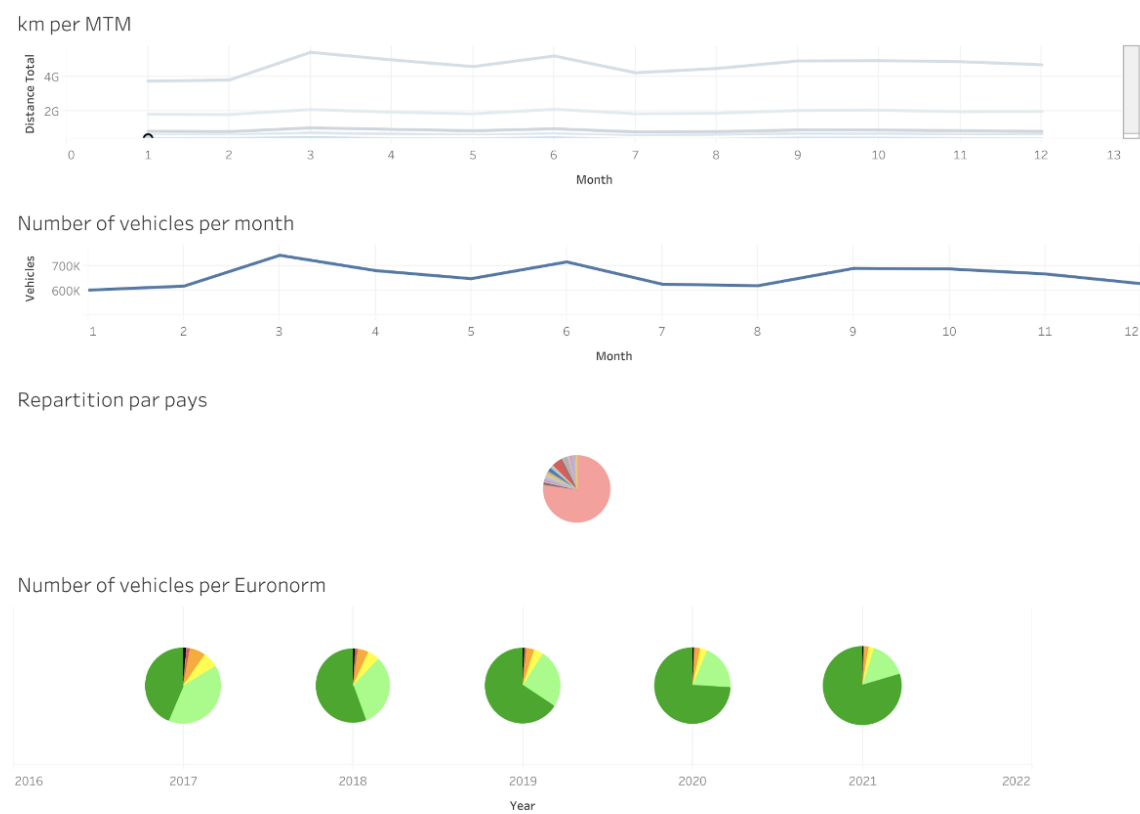 km per MTM
Distance Total
4G
2G
0 1 2 3 4 5 6 7 8 9 10 11 12 13
Month
Number of vehicles per month
Vehicles
700K
600K
1 2 3 4 5 6 7 8 9 10 11 12
Month
Repartition par pays
Number of vehicles per Euronorm
2016 2017 2018 2019 2020 2021 2022
Year